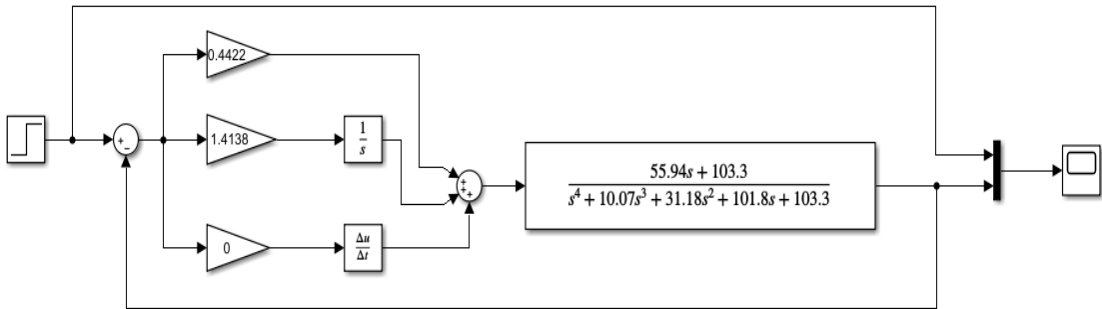 0.4422
+
−
1.4138
1
s
+
+
+
55.94s + 103.3
s⁴ + 10.07s³ + 31.18s² + 101.8s + 103.3
0
Δu
Δt